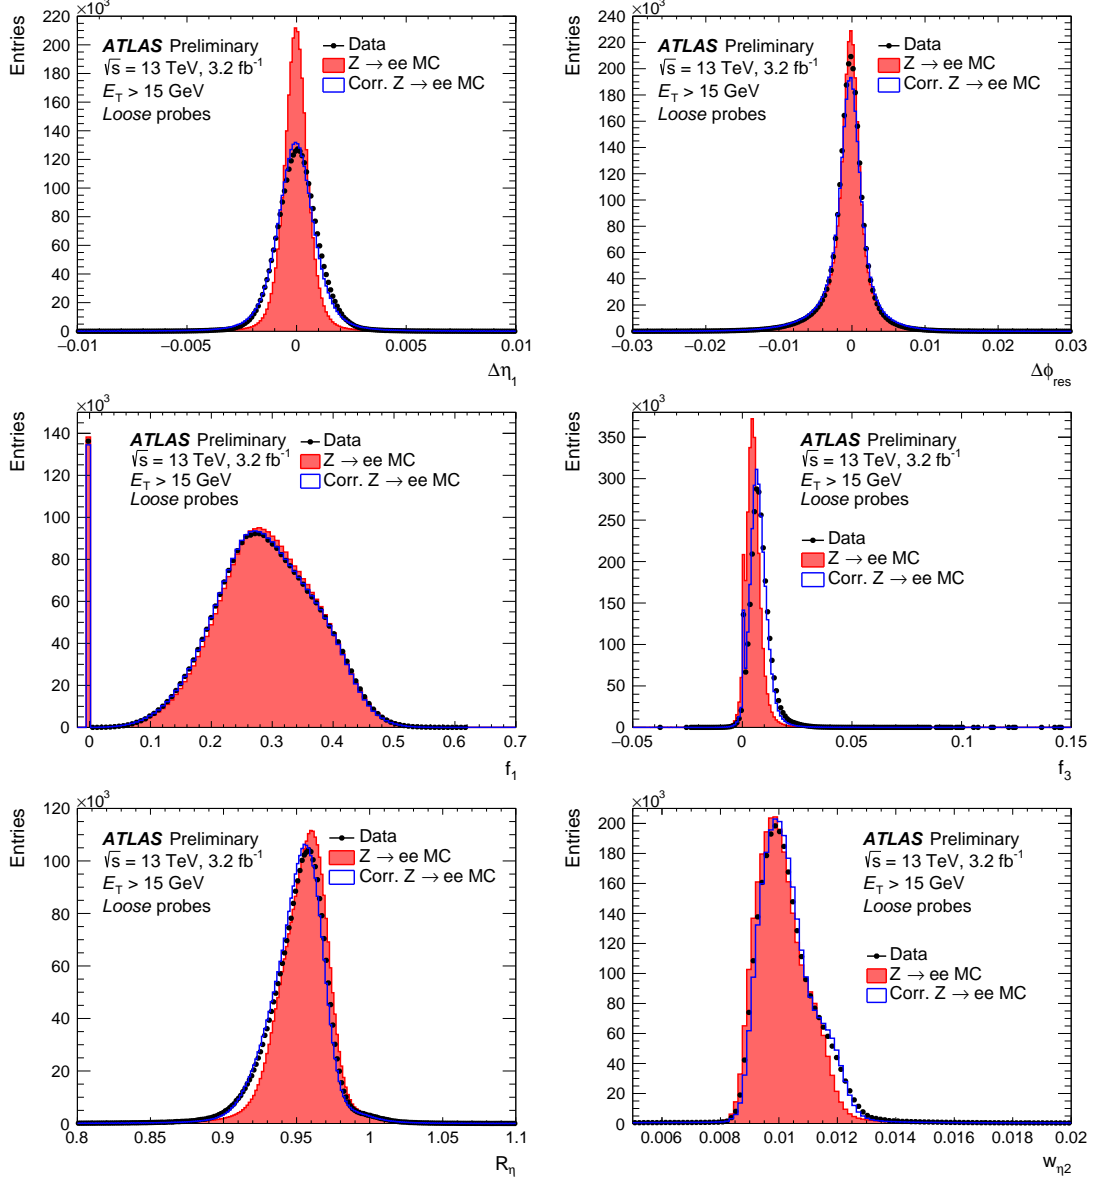 ×10³
Entries
220
200
180
160
140
120
100
80
60
40
20
0
ATLAS Preliminary
√s = 13 TeV, 3.2 fb⁻¹
E_T > 15 GeV
Loose probes
Data
Z → ee MC
Corr. Z → ee MC
−0.01 −0.005 0 0.005 0.01
Δη₁
×10³
Entries
240
220
200
180
160
140
120
100
80
60
40
20
0
ATLAS Preliminary
√s = 13 TeV, 3.2 fb⁻¹
E_T > 15 GeV
Loose probes
Data
Z → ee MC
Corr. Z → ee MC
−0.03 −0.02 −0.01 0 0.01 0.02 0.03
Δϕ_res
×10³
Entries
140
120
100
80
60
40
20
0
ATLAS Preliminary
√s = 13 TeV, 3.2 fb⁻¹
E_T > 15 GeV
Loose probes
Data
Z → ee MC
Corr. Z → ee MC
0 0.1 0.2 0.3 0.4 0.5 0.6 0.7
f₁
×10³
Entries
350
300
250
200
150
100
50
0
ATLAS Preliminary
√s = 13 TeV, 3.2 fb⁻¹
E_T > 15 GeV
Loose probes
Data
Z → ee MC
Corr. Z → ee MC
−0.05 0 0.05 0.1 0.15
f₃
×10³
Entries
120
100
80
60
40
20
0
ATLAS Preliminary
√s = 13 TeV, 3.2 fb⁻¹
E_T > 15 GeV
Loose probes
Data
Z → ee MC
Corr. Z → ee MC
0.8 0.85 0.9 0.95 1 1.05 1.1
R_η
×10³
Entries
200
180
160
140
120
100
80
60
40
20
0
ATLAS Preliminary
√s = 13 TeV, 3.2 fb⁻¹
E_T > 15 GeV
Loose probes
Data
Z → ee MC
Corr. Z → ee MC
0.006 0.008 0.01 0.012 0.014 0.016 0.018 0.02
w_η2